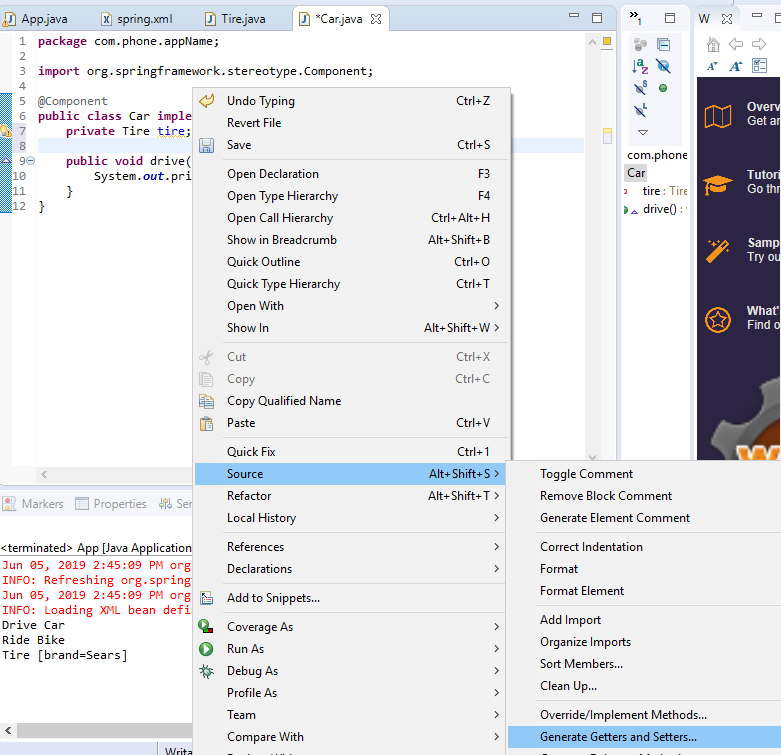 App.java
spring.xml
Tire.java
*Car.java
1 package com.phone.appName;
2
3 import org.springframework.stereotype.Component;
4
5 @Component
6 public class Car imple
7 private Tire tire;
8
9 public void drive(
10 System.out.pri
11 }
12 }
Undo Typing Ctrl+Z
Revert File
Save Ctrl+S
Open Declaration F3
Open Type Hierarchy F4
Open Call Hierarchy Ctrl+Alt+H
Show in Breadcrumb Alt+Shift+B
Quick Outline Ctrl+O
Quick Type Hierarchy Ctrl+T
Open With >
Show In Alt+Shift+W >
Cut Ctrl+X
Copy Ctrl+C
Copy Qualified Name
Paste Ctrl+V
Quick Fix Ctrl+1
Source Alt+Shift+S >
Refactor Alt+Shift+T >
Local History >
References >
Declarations >
Add to Snippets...
Coverage As >
Run As >
Debug As >
Profile As >
Team >
Compare With >
Toggle Comment
Remove Block Comment
Generate Element Comment
Correct Indentation
Format
Format Element
Add Import
Organize Imports
Sort Members...
Clean Up...
Override/Implement Methods...
Generate Getters and Setters...
»1
com.phone
Car
tire : Tire
drive() :
W
Overv
Get an
Tutori
Go thr
Samp
Try ou
What'
Find o
Markers
Properties
Ser
<terminated> App [Java Application
Jun 05, 2019 2:45:09 PM org
INFO: Refreshing org.spring
Jun 05, 2019 2:45:09 PM org
INFO: Loading XML bean defi
Drive Car
Ride Bike
Tire [brand=Sears]
Writa